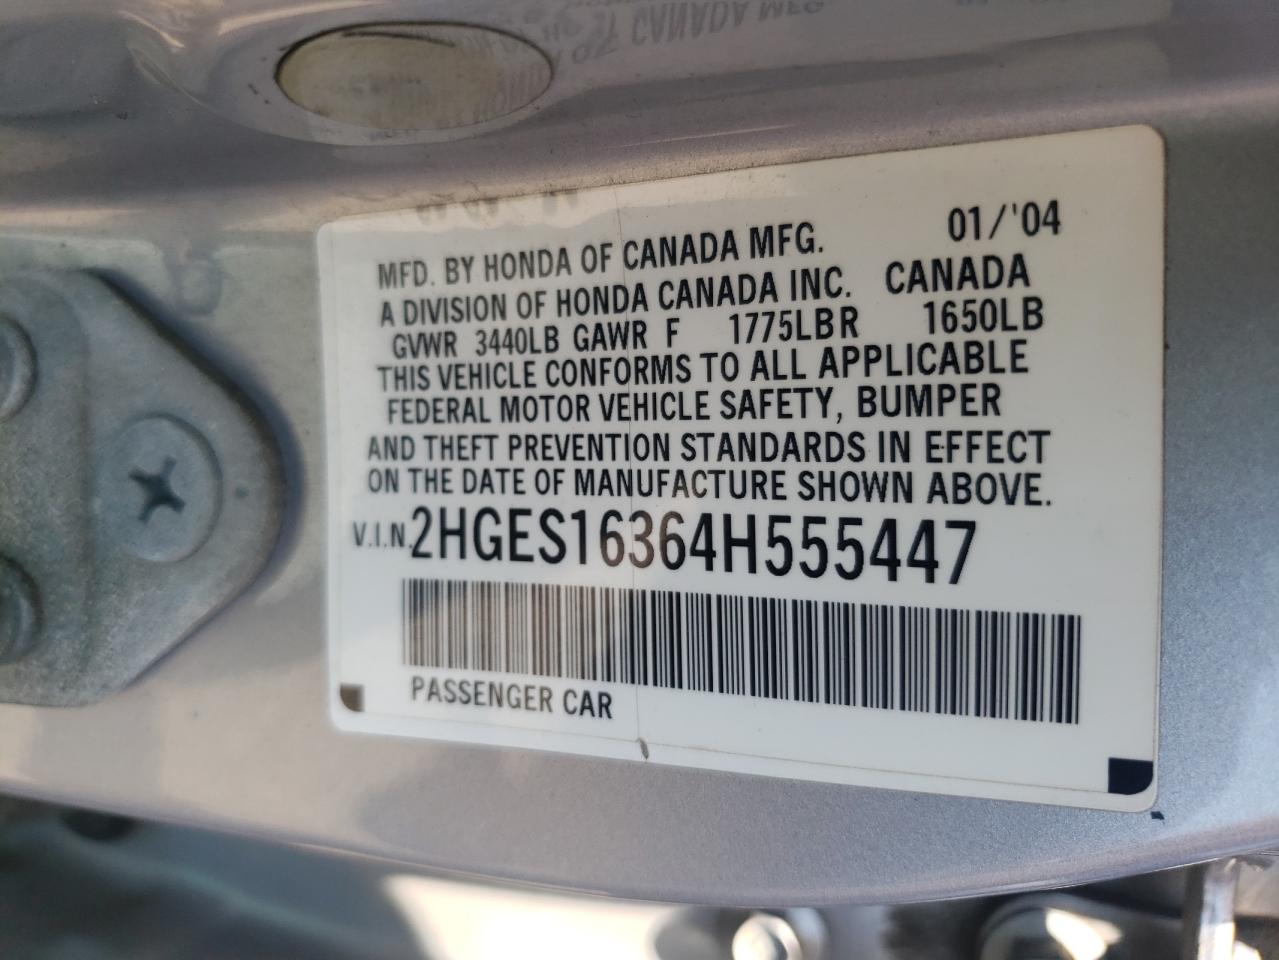 MFD. BY HONDA OF CANADA MFG. 01/'04
A DIVISION OF HONDA CANADA INC. CANADA
GVWR 3440LB GAWR F 1775LB R 1650LB
THIS VEHICLE CONFORMS TO ALL APPLICABLE
FEDERAL MOTOR VEHICLE SAFETY, BUMPER
AND THEFT PREVENTION STANDARDS IN EFFECT
ON THE DATE OF MANUFACTURE SHOWN ABOVE.
V.I.N. 2HGES16364H555447
PASSENGER CAR